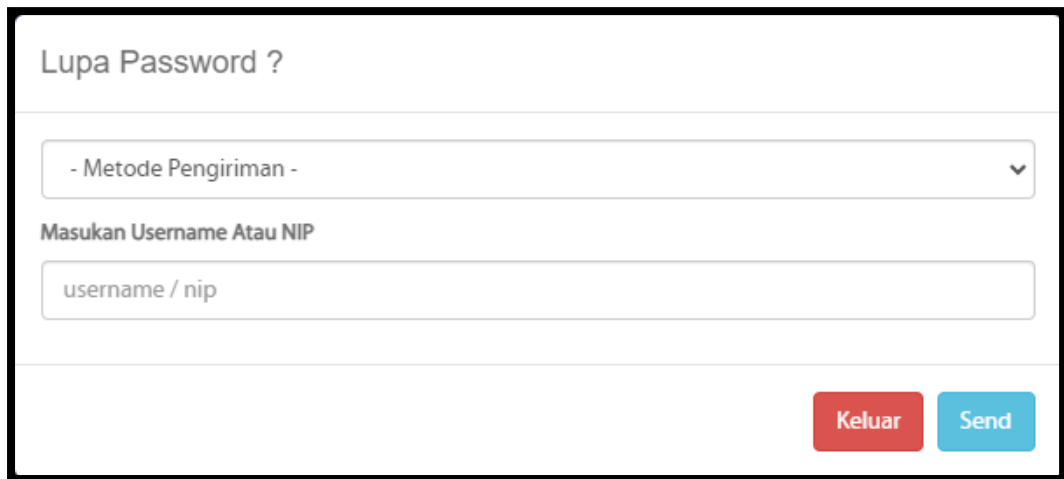 Lupa Password ?
- Metode Pengiriman -
Masukan Username Atau NIP
username / nip
Keluar Send